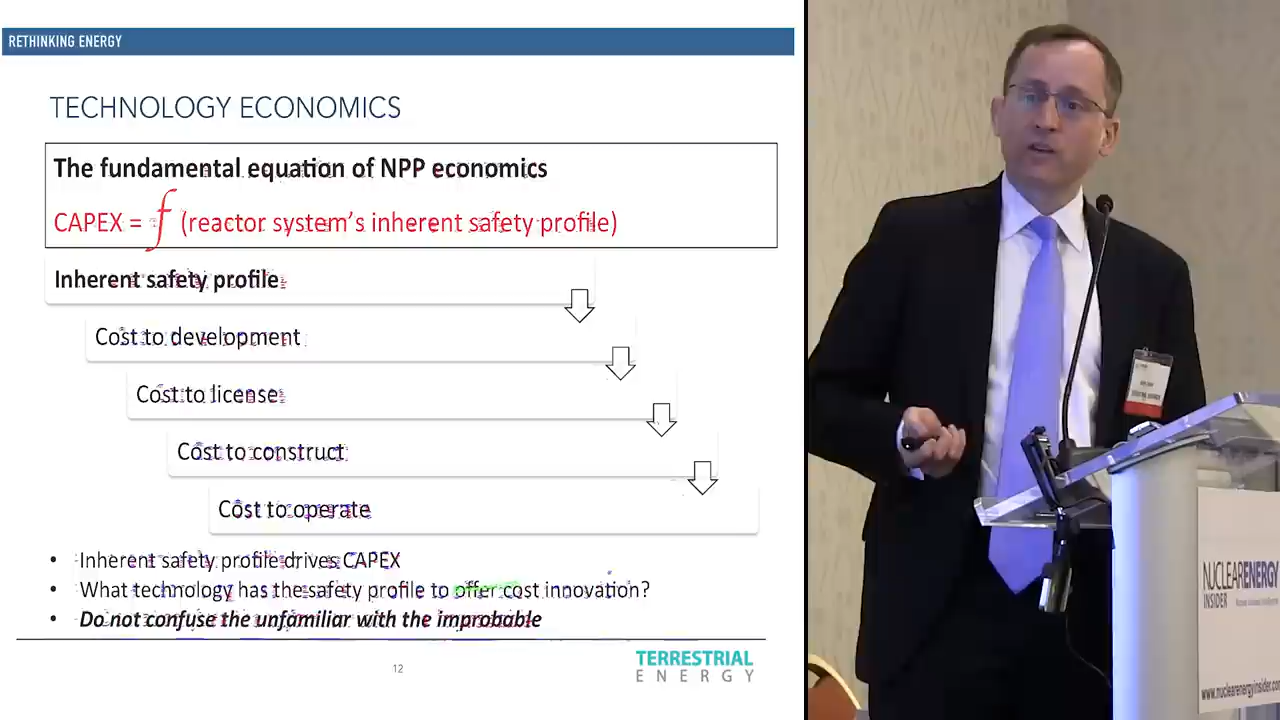 RETHINKING ENERGY
TECHNOLOGY ECONOMICS
The fundamental equation of NPP economics
CAPEX = f (reactor system's inherent safety profile)
Inherent safety profile
Cost to development
Cost to license
Cost to construct
Cost to operate
• Inherent safety profile drives CAPEX
• What technology has the safety profile to offer cost innovation?
• Do not confuse the unfamiliar with the improbable
12
TERRESTRIAL
ENERGY
NUCLEARENERGY
INSIDER
www.nuclearenergyinsider.com